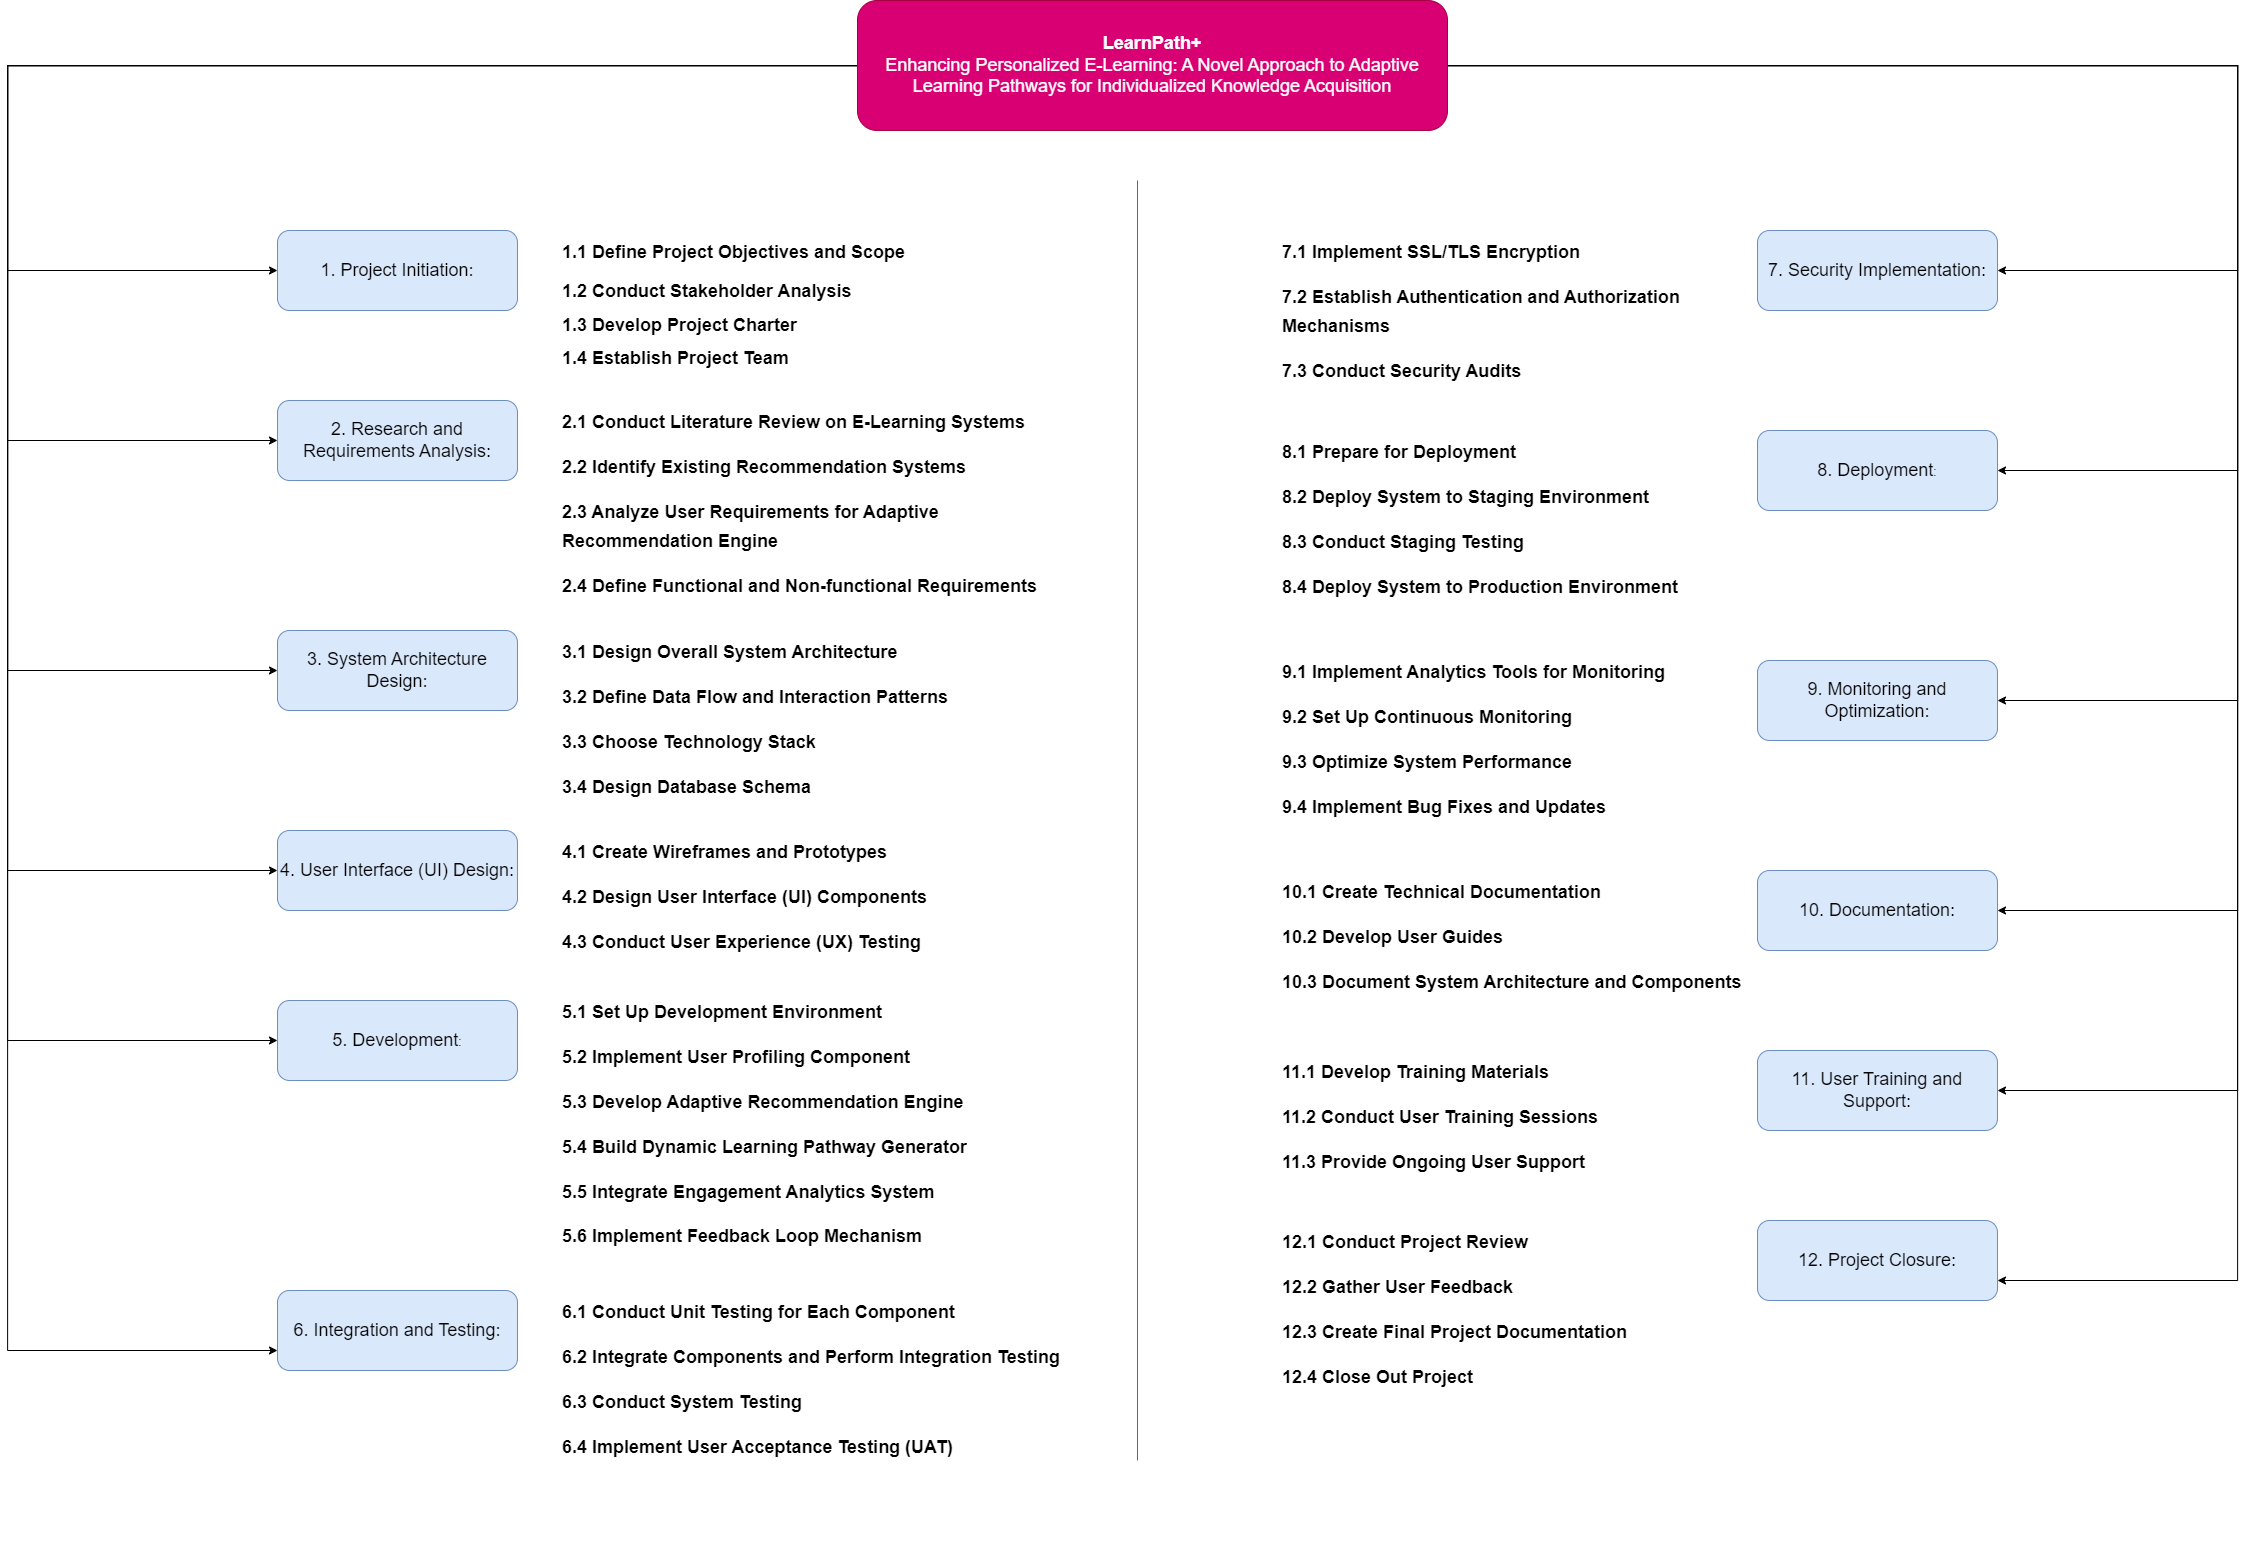 LearnPath+
Enhancing Personalized E-Learning: A Novel Approach to Adaptive
Learning Pathways for Individualized Knowledge Acquisition
1. Project Initiation:
1.1 Define Project Objectives and Scope
1.2 Conduct Stakeholder Analysis
1.3 Develop Project Charter
1.4 Establish Project Team
2. Research and
Requirements Analysis:
2.1 Conduct Literature Review on E-Learning Systems
2.2 Identify Existing Recommendation Systems
2.3 Analyze User Requirements for Adaptive
Recommendation Engine
2.4 Define Functional and Non-functional Requirements
3. System Architecture
Design:
3.1 Design Overall System Architecture
3.2 Define Data Flow and Interaction Patterns
3.3 Choose Technology Stack
3.4 Design Database Schema
4. User Interface (UI) Design:
4.1 Create Wireframes and Prototypes
4.2 Design User Interface (UI) Components
4.3 Conduct User Experience (UX) Testing
5. Development:
5.1 Set Up Development Environment
5.2 Implement User Profiling Component
5.3 Develop Adaptive Recommendation Engine
5.4 Build Dynamic Learning Pathway Generator
5.5 Integrate Engagement Analytics System
5.6 Implement Feedback Loop Mechanism
6. Integration and Testing:
6.1 Conduct Unit Testing for Each Component
6.2 Integrate Components and Perform Integration Testing
6.3 Conduct System Testing
6.4 Implement User Acceptance Testing (UAT)
7. Security Implementation:
7.1 Implement SSL/TLS Encryption
7.2 Establish Authentication and Authorization
Mechanisms
7.3 Conduct Security Audits
8. Deployment:
8.1 Prepare for Deployment
8.2 Deploy System to Staging Environment
8.3 Conduct Staging Testing
8.4 Deploy System to Production Environment
9. Monitoring and
Optimization:
9.1 Implement Analytics Tools for Monitoring
9.2 Set Up Continuous Monitoring
9.3 Optimize System Performance
9.4 Implement Bug Fixes and Updates
10. Documentation:
10.1 Create Technical Documentation
10.2 Develop User Guides
10.3 Document System Architecture and Components
11. User Training and
Support:
11.1 Develop Training Materials
11.2 Conduct User Training Sessions
11.3 Provide Ongoing User Support
12. Project Closure:
12.1 Conduct Project Review
12.2 Gather User Feedback
12.3 Create Final Project Documentation
12.4 Close Out Project